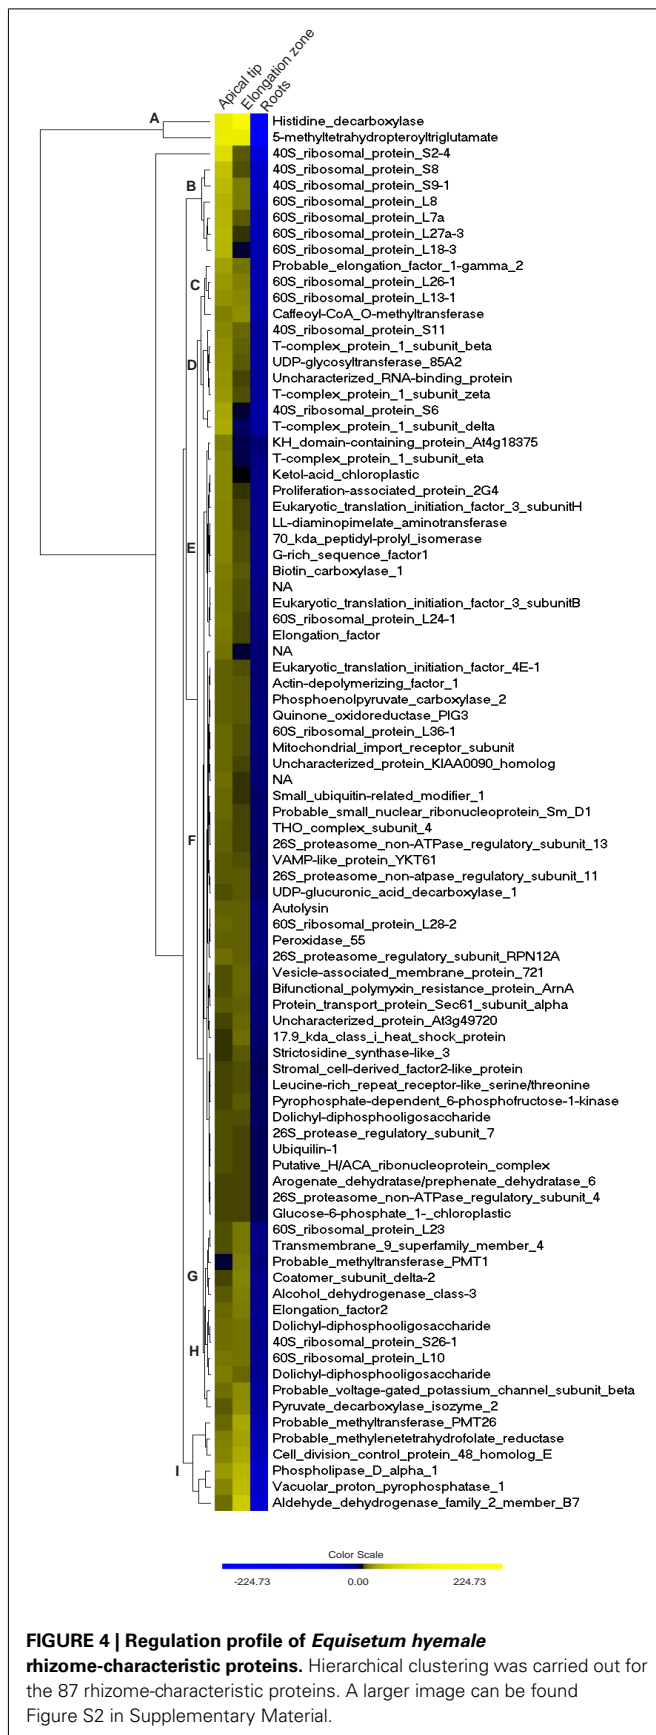 Apical tip
Elongation zone
Roots
A
Histidine_decarboxylase
5-methyltetrahydropteroyltriglutamate
40S_ribosomal_protein_S2-4
40S_ribosomal_protein_S8
B
40S_ribosomal_protein_S9-1
60S_ribosomal_protein_L8
60S_ribosomal_protein_L7a
60S_ribosomal_protein_L27a-3
60S_ribosomal_protein_L18-3
Probable_elongation_factor_1-gamma_2
C
60S_ribosomal_protein_L26-1
60S_ribosomal_protein_L13-1
Caffeoyl-CoA_O-methyltransferase
40S_ribosomal_protein_S11
T-complex_protein_1_subunit_beta
D
UDP-glycosyltransferase_85A2
Uncharacterized_RNA-binding_protein
T-complex_protein_1_subunit_zeta
40S_ribosomal_protein_S6
T-complex_protein_1_subunit_delta
KH_domain-containing_protein_At4g18375
T-complex_protein_1_subunit_eta
Ketol-acid_chloroplastic
Proliferation-associated_protein_2G4
Eukaryotic_translation_initiation_factor_3_subunitH
LL-diaminopimelate_aminotransferase
70_kda_peptidyl-prolyl_isomerase
E
G-rich_sequence_factor1
Biotin_carboxylase_1
NA
Eukaryotic_translation_initiation_factor_3_subunitB
60S_ribosomal_protein_L24-1
Elongation_factor
NA
Eukaryotic_translation_initiation_factor_4E-1
Actin-depolymerizing_factor_1
Phosphoenolpyruvate_carboxylase_2
Quinone_oxidoreductase_PIG3
60S_ribosomal_protein_L36-1
Mitochondrial_import_receptor_subunit
Uncharacterized_protein_KIAA0090_homolog
NA
Small_ubiquitin-related_modifier_1
Probable_small_nuclear_ribonucleoprotein_Sm_D1
THO_complex_subunit_4
F
26S_proteasome_non-ATPase_regulatory_subunit_13
VAMP-like_protein_YKT61
26S_proteasome_non-atpase_regulatory_subunit_11
UDP-glucuronic_acid_decarboxylase_1
Autolysin
60S_ribosomal_protein_L28-2
Peroxidase_55
26S_proteasome_regulatory_subunit_RPN12A
Vesicle-associated_membrane_protein_721
Bifunctional_polymyxin_resistance_protein_ArnA
Protein_transport_protein_Sec61_subunit_alpha
Uncharacterized_protein_At3g49720
17.9_kda_class_i_heat_shock_protein
Strictosidine_synthase-like_3
Stromal_cell-derived_factor2-like_protein
Leucine-rich_repeat_receptor-like_serine/threonine
Pyrophosphate-dependent_6-phosphofructose-1-kinase
Dolichyl-diphosphooligosaccharide
26S_protease_regulatory_subunit_7
Ubiquilin-1
Putative_H/ACA_ribonucleoprotein_complex
Arogenate_dehydratase/prephenate_dehydratase_6
26S_proteasome_non-ATPase_regulatory_subunit_4
Glucose-6-phosphate_1-_chloroplastic
60S_ribosomal_protein_L23
Transmembrane_9_superfamily_member_4
Probable_methyltransferase_PMT1
G
Coatomer_subunit_delta-2
Alcohol_dehydrogenase_class-3
Elongation_factor2
Dolichyl-diphosphooligosaccharide
40S_ribosomal_protein_S26-1
H
60S_ribosomal_protein_L10
Dolichyl-diphosphooligosaccharide
Probable_voltage-gated_potassium_channel_subunit_beta
Pyruvate_decarboxylase_isozyme_2
Probable_methyltransferase_PMT26
Probable_methylenetetrahydrofolate_reductase
Cell_division_control_protein_48_homolog_E
I
Phospholipase_D_alpha_1
Vacuolar_proton_pyrophosphatase_1
Aldehyde_dehydrogenase_family_2_member_B7
Color Scale
-224.73 0.00 224.73
FIGURE 4 | Regulation profile of Equisetum hyemale
rhizome-characteristic proteins. Hierarchical clustering was carried out for
the 87 rhizome-characteristic proteins. A larger image can be found
Figure S2 in Supplementary Material.